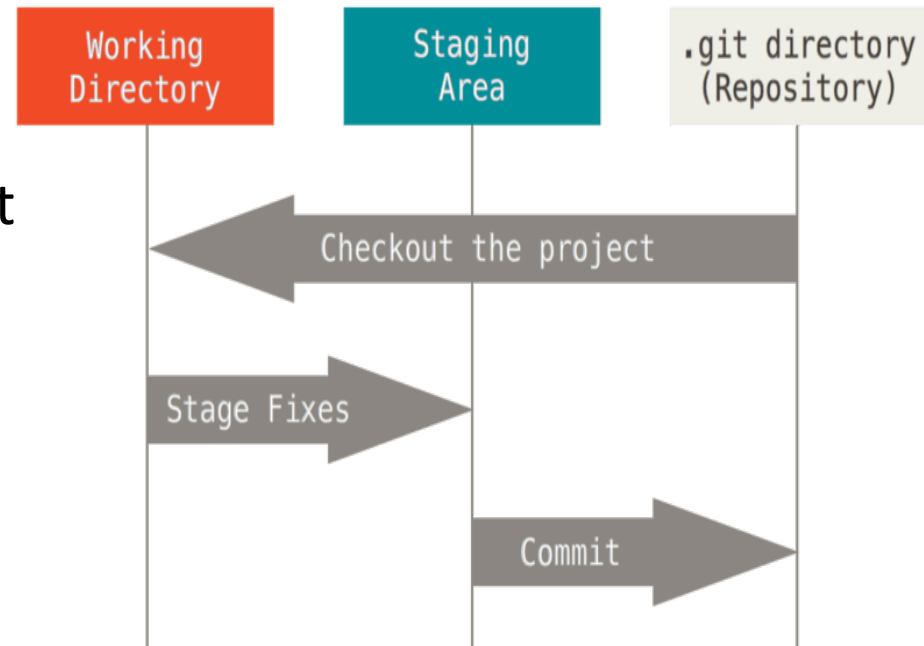 Working
Directory
Staging
Area
.git directory
(Repository)
t
Checkout the project
Stage Fixes
Commit